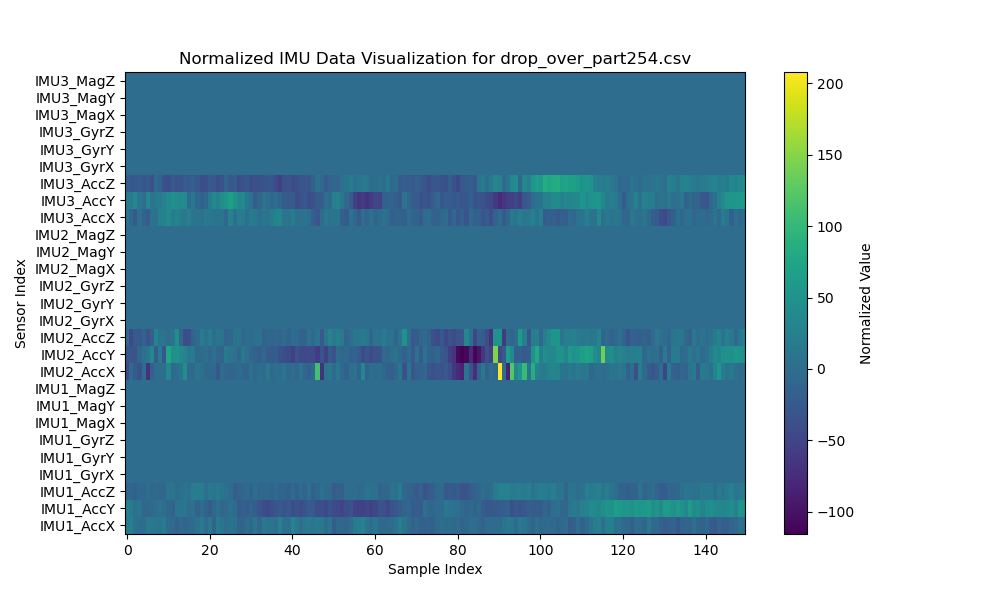 Normalized IMU Data Visualization for drop_over_part254.csv
IMU3_MagZ
IMU3_MagY
IMU3_MagX
IMU3_GyrZ
IMU3_GyrY
IMU3_GyrX
IMU3_AccZ
IMU3_AccY
IMU3_AccX
IMU2_MagZ
IMU2_MagY
IMU2_MagX
IMU2_GyrZ
IMU2_GyrY
IMU2_GyrX
IMU2_AccZ
IMU2_AccY
IMU2_AccX
IMU1_MagZ
IMU1_MagY
IMU1_MagX
IMU1_GyrZ
IMU1_GyrY
IMU1_GyrX
IMU1_AccZ
IMU1_AccY
IMU1_AccX
Sensor Index
0 20 40 60 80 100 120 140
Sample Index
200
150
100
50
0
−50
−100
Normalized Value